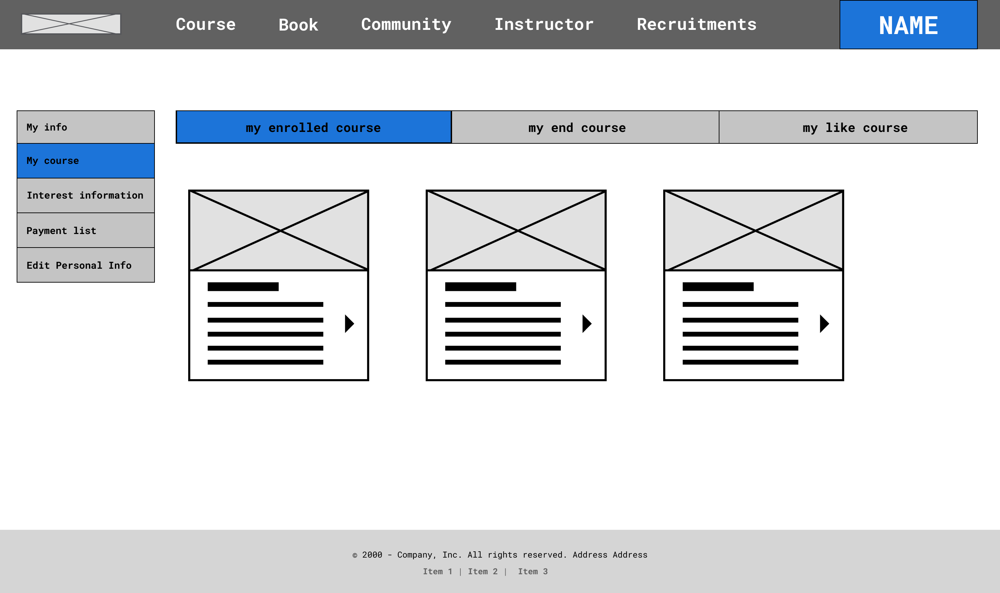 Course Book Community Instructor Recruitments NAME
My info
My course
Interest information
Payment list
Edit Personal Info
my enrolled course my end course my like course
© 2000 - Company, Inc. All rights reserved. Address Address
Item 1 | Item 2 | Item 3